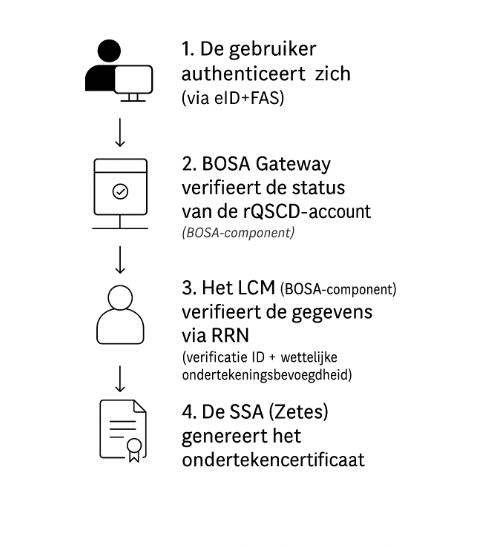 1. De gebruiker
authenticeert zich
(via eID+FAS)
2. BOSA Gateway
verifieert de status
van de rQSCD-account
(BOSA-component)
3. Het LCM (BOSA-component)
verifieert de gegevens
via RRN
(verificatie ID + wettelijke
ondertekeningsbevoegdheid)
4. De SSA (Zetes)
genereert het
ondertekencertificaat